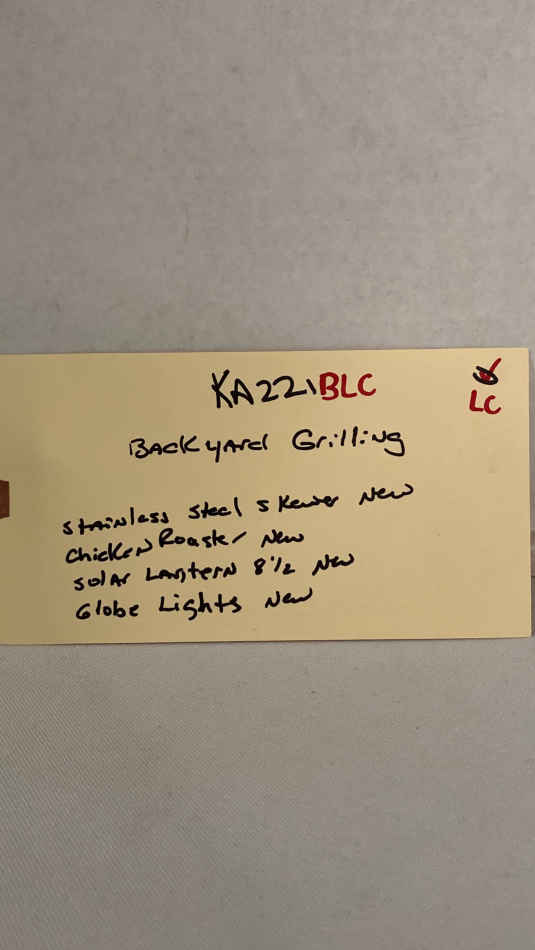 KA221BLC
LC
Backyard Grilling
Stainless Steel Skewer New
Chicken Roaster New
Solar Lantern 8 1/2 New
Globe Lights New